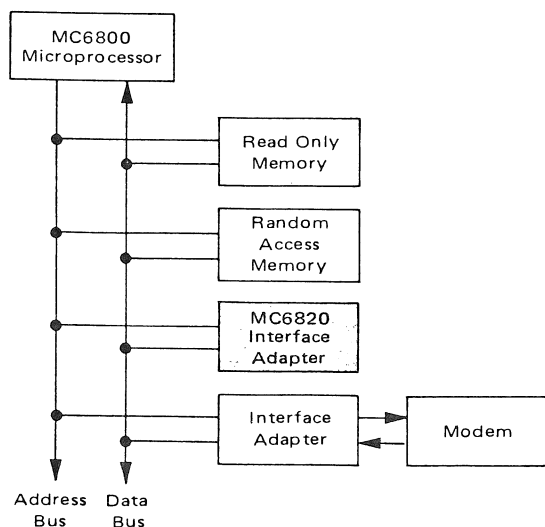 MC6800
Microprocessor
Read Only
Memory
Random
Access
Memory
MC6820
Interface
Adapter
Interface
Adapter
Modem
Address
Bus
Data
Bus